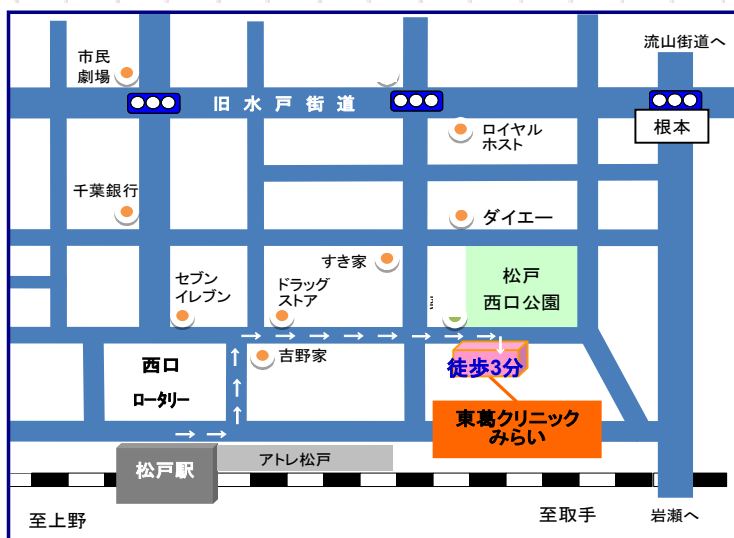 流山街道へ
市民
劇場
旧水戸街道
根本
ロイヤル
ホスト
千葉銀行
ダイエー
すき家
セブン
イレブン
ドラッグ
ストア
松戸
西口公園
西口
ロータリー
吉野家
徒歩3分
東葛クリニック
みらい
アトレ松戸
松戸駅
至上野
至取手
岩瀬へ